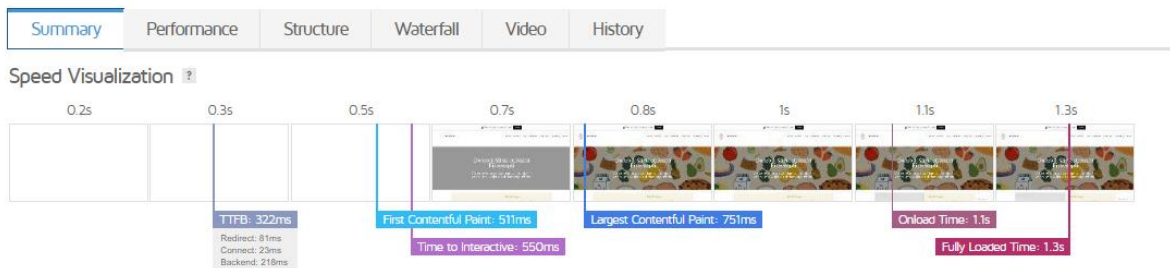 Summary Performance Structure Waterfall Video History
Speed Visualization ?
0.2s 0.3s 0.5s 0.7s 0.8s 1s 1.1s 1.3s
TTFB: 322ms First Contentful Paint: 511ms Largest Contentful Paint: 751ms Onload Time: 1.1s
Redirect: 81ms
Connect: 23ms
Backend: 218ms
Time to Interactive: 550ms Fully Loaded Time: 1.3s